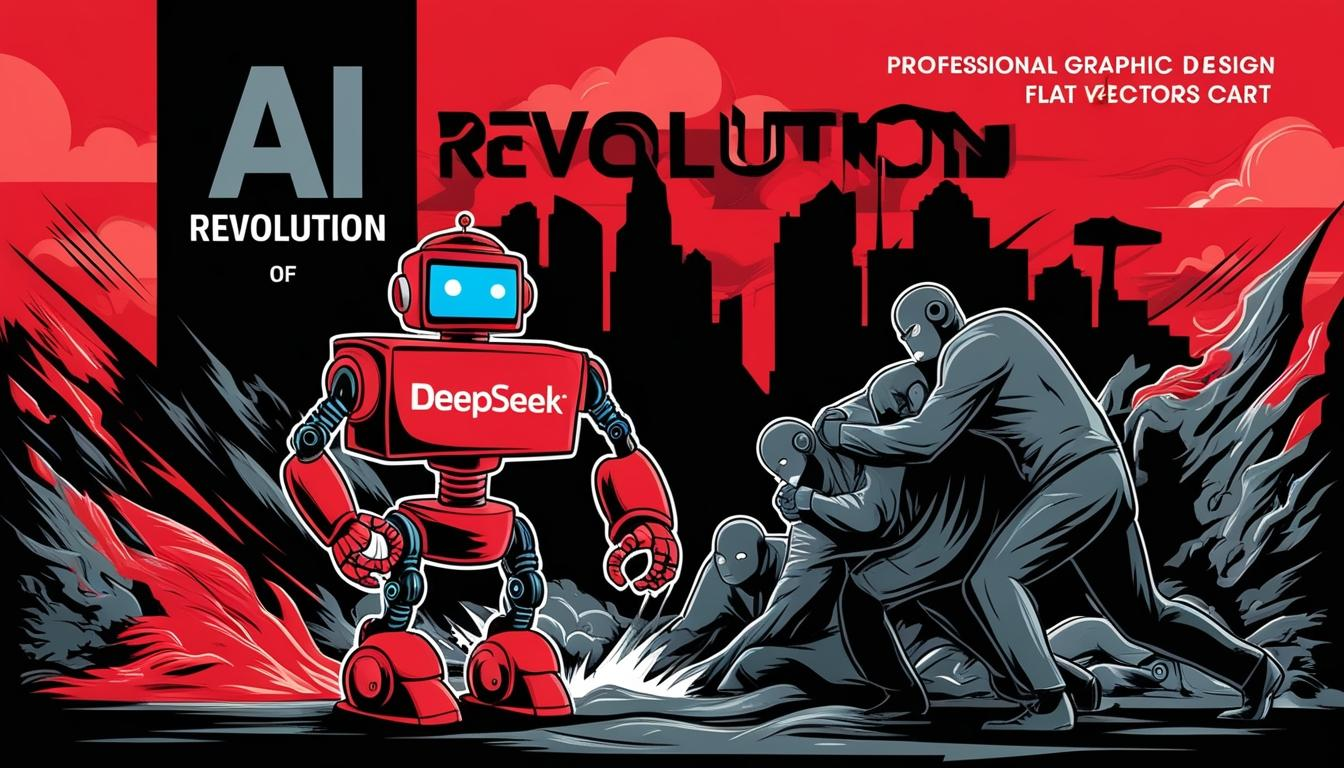 AI
REVOLUTION
OF
REVOLUTION
PROFESSIONAL GRAPHIC DESIGN
FLAT VECTORS CART
DeepSeek